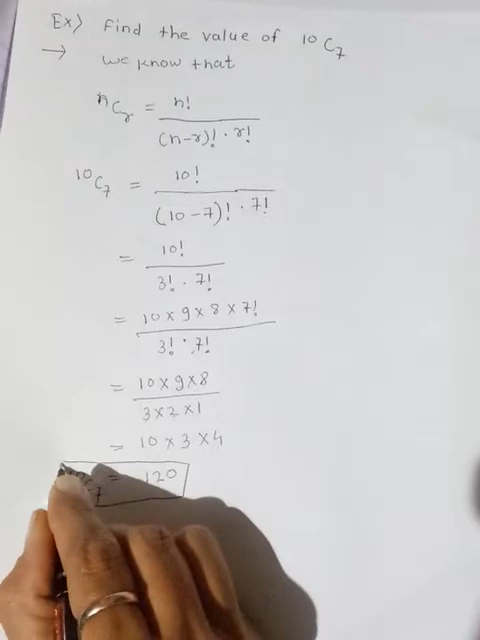 Ex) Find the value of ¹⁰C₇
→ we know that
ⁿCᵣ = n! / (n-r)! · r!
¹⁰C₇ = 10! / (10-7)! · 7!
= 10! / 3! · 7!
= 10 × 9 × 8 × 7! / 3! · 7!
= 10 × 9 × 8 / 3 × 2 × 1
= 10 × 3 × 4
₇ = 120